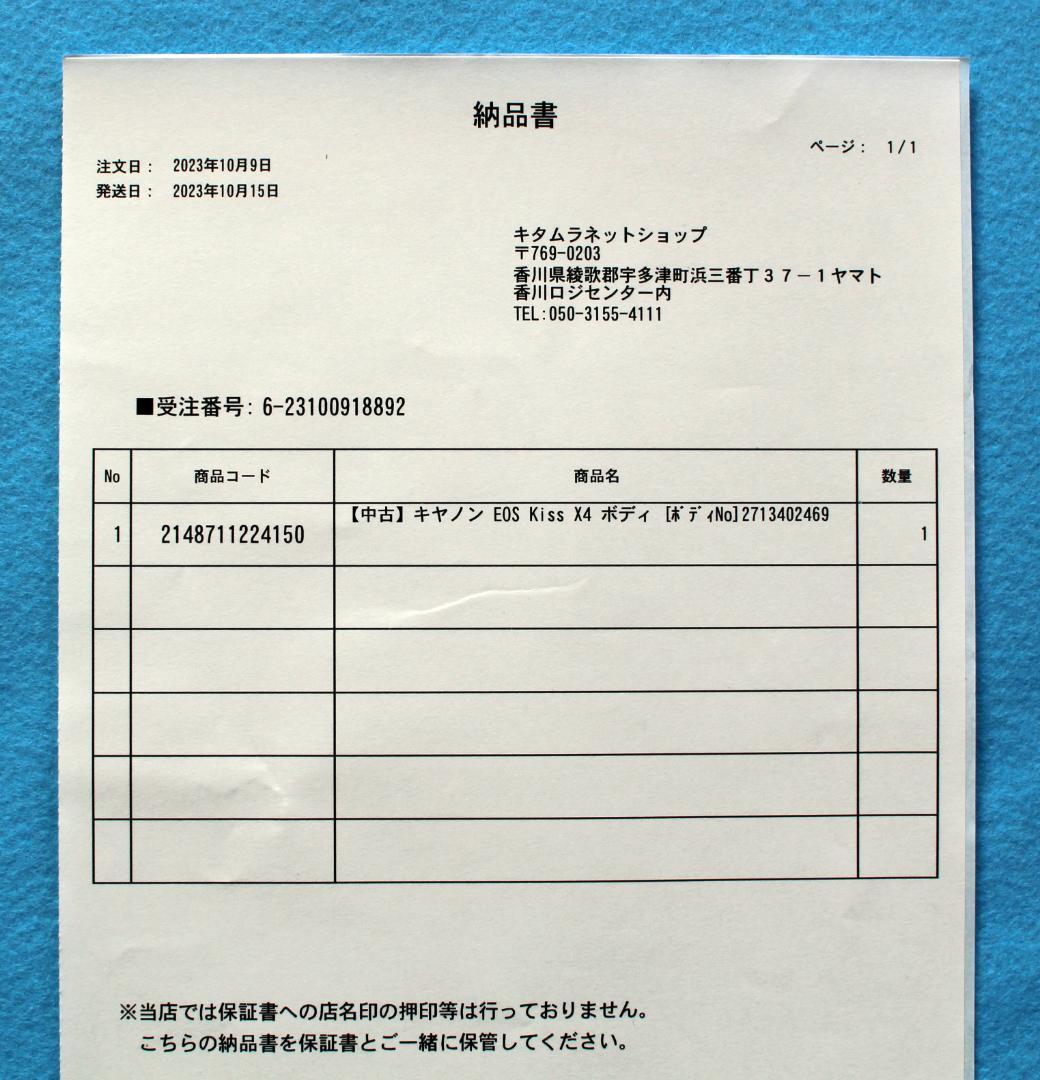 納品書
ページ： 1/1
注文日： 2023年10月9日
発送日： 2023年10月15日
キタムラネットショップ
〒769-0203
香川県綾歌郡宇多津町浜三番丁３７－１ヤマト
香川ロジセンター内
TEL:050-3155-4111
■受注番号: 6-23100918892
No 商品コード 商品名 数量
1 2148711224150 【中古】キヤノン EOS Kiss X4 ボディ [ﾎﾞﾃﾞｨNo]2713402469 1
※当店では保証書への店名印の押印等は行っておりません。
こちらの納品書を保証書とご一緒に保管してください。